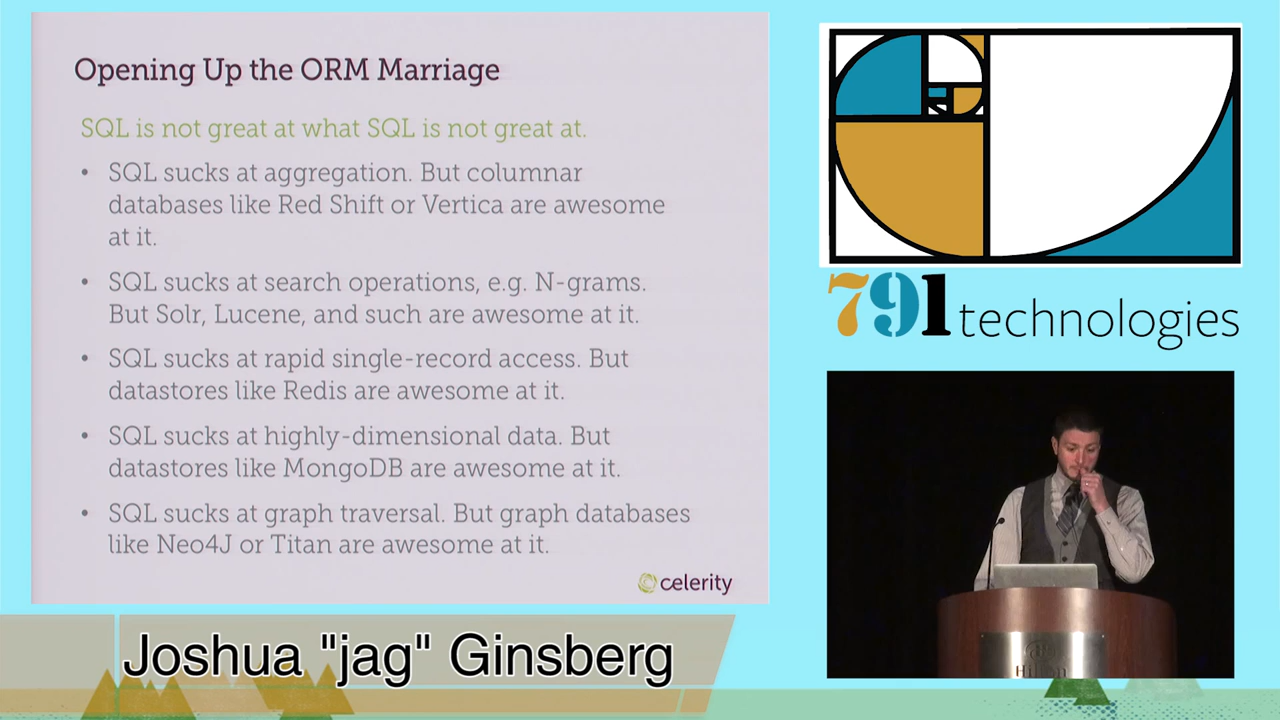 Opening Up the ORM Marriage
SQL is not great at what SQL is not great at.
• SQL sucks at aggregation. But columnar
databases like Red Shift or Vertica are awesome
at it.
• SQL sucks at search operations, e.g. N-grams.
But Solr, Lucene, and such are awesome at it.
• SQL sucks at rapid single-record access. But
datastores like Redis are awesome at it.
• SQL sucks at highly-dimensional data. But
datastores like MongoDB are awesome at it.
• SQL sucks at graph traversal. But graph databases
like Neo4J or Titan are awesome at it.
celerity
791 technologies
Hilton
Joshua "jag" Ginsberg